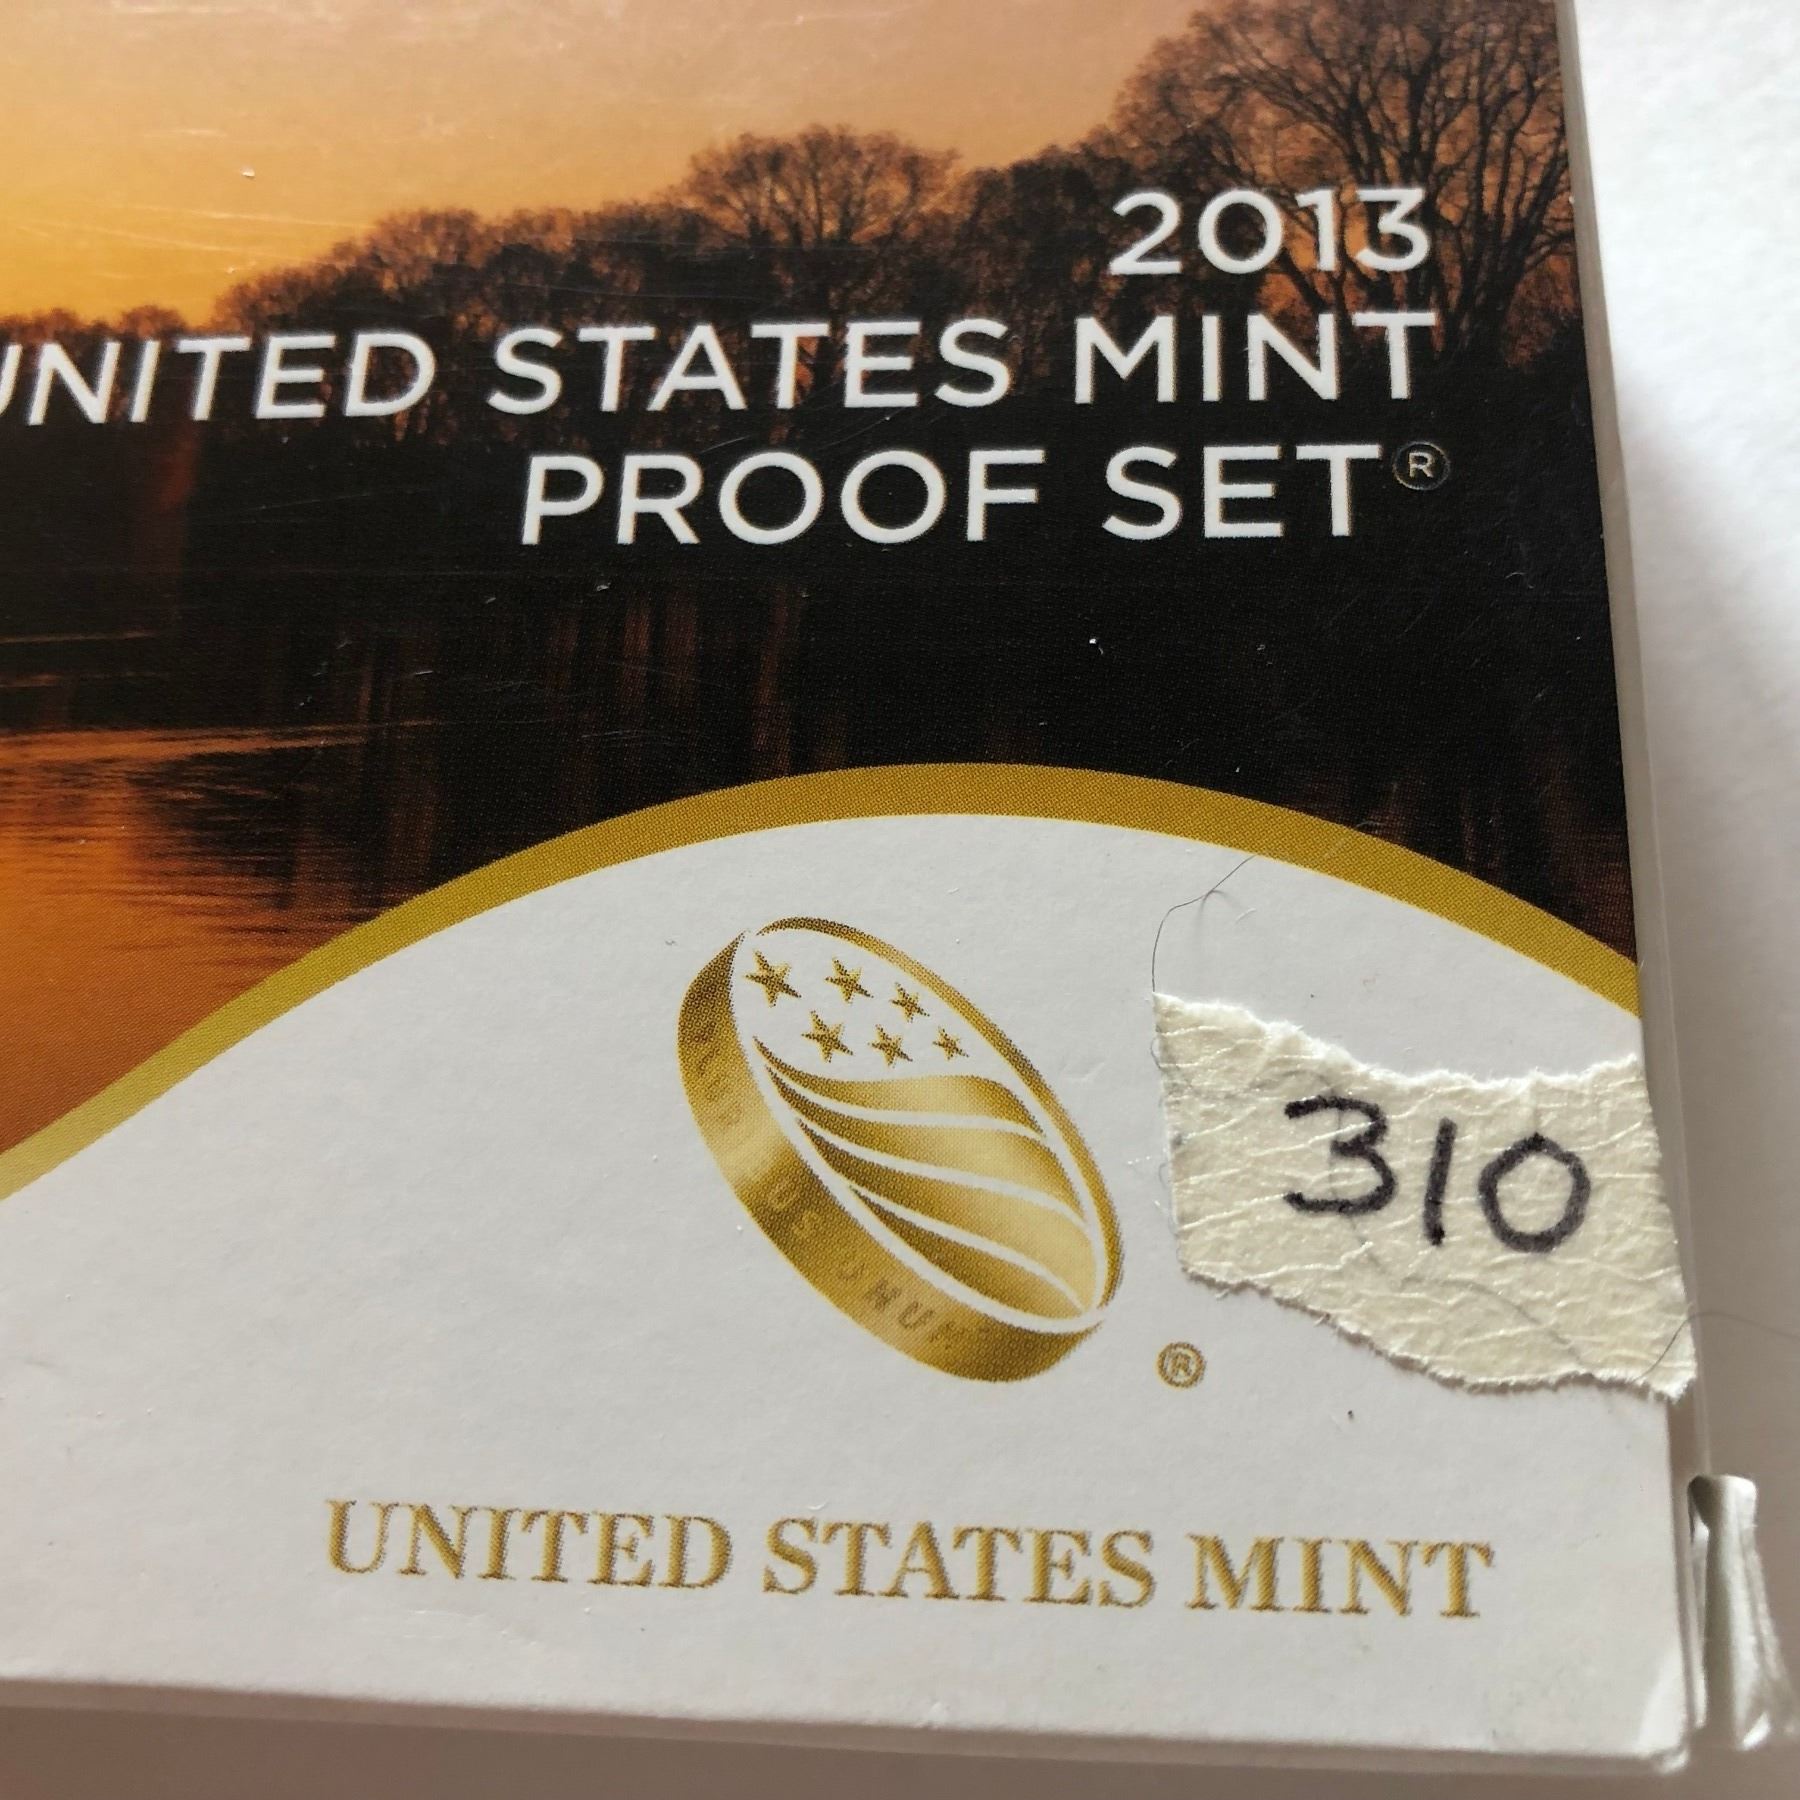 2013
UNITED STATES MINT
PROOF SET®
310
®
UNITED STATES MINT